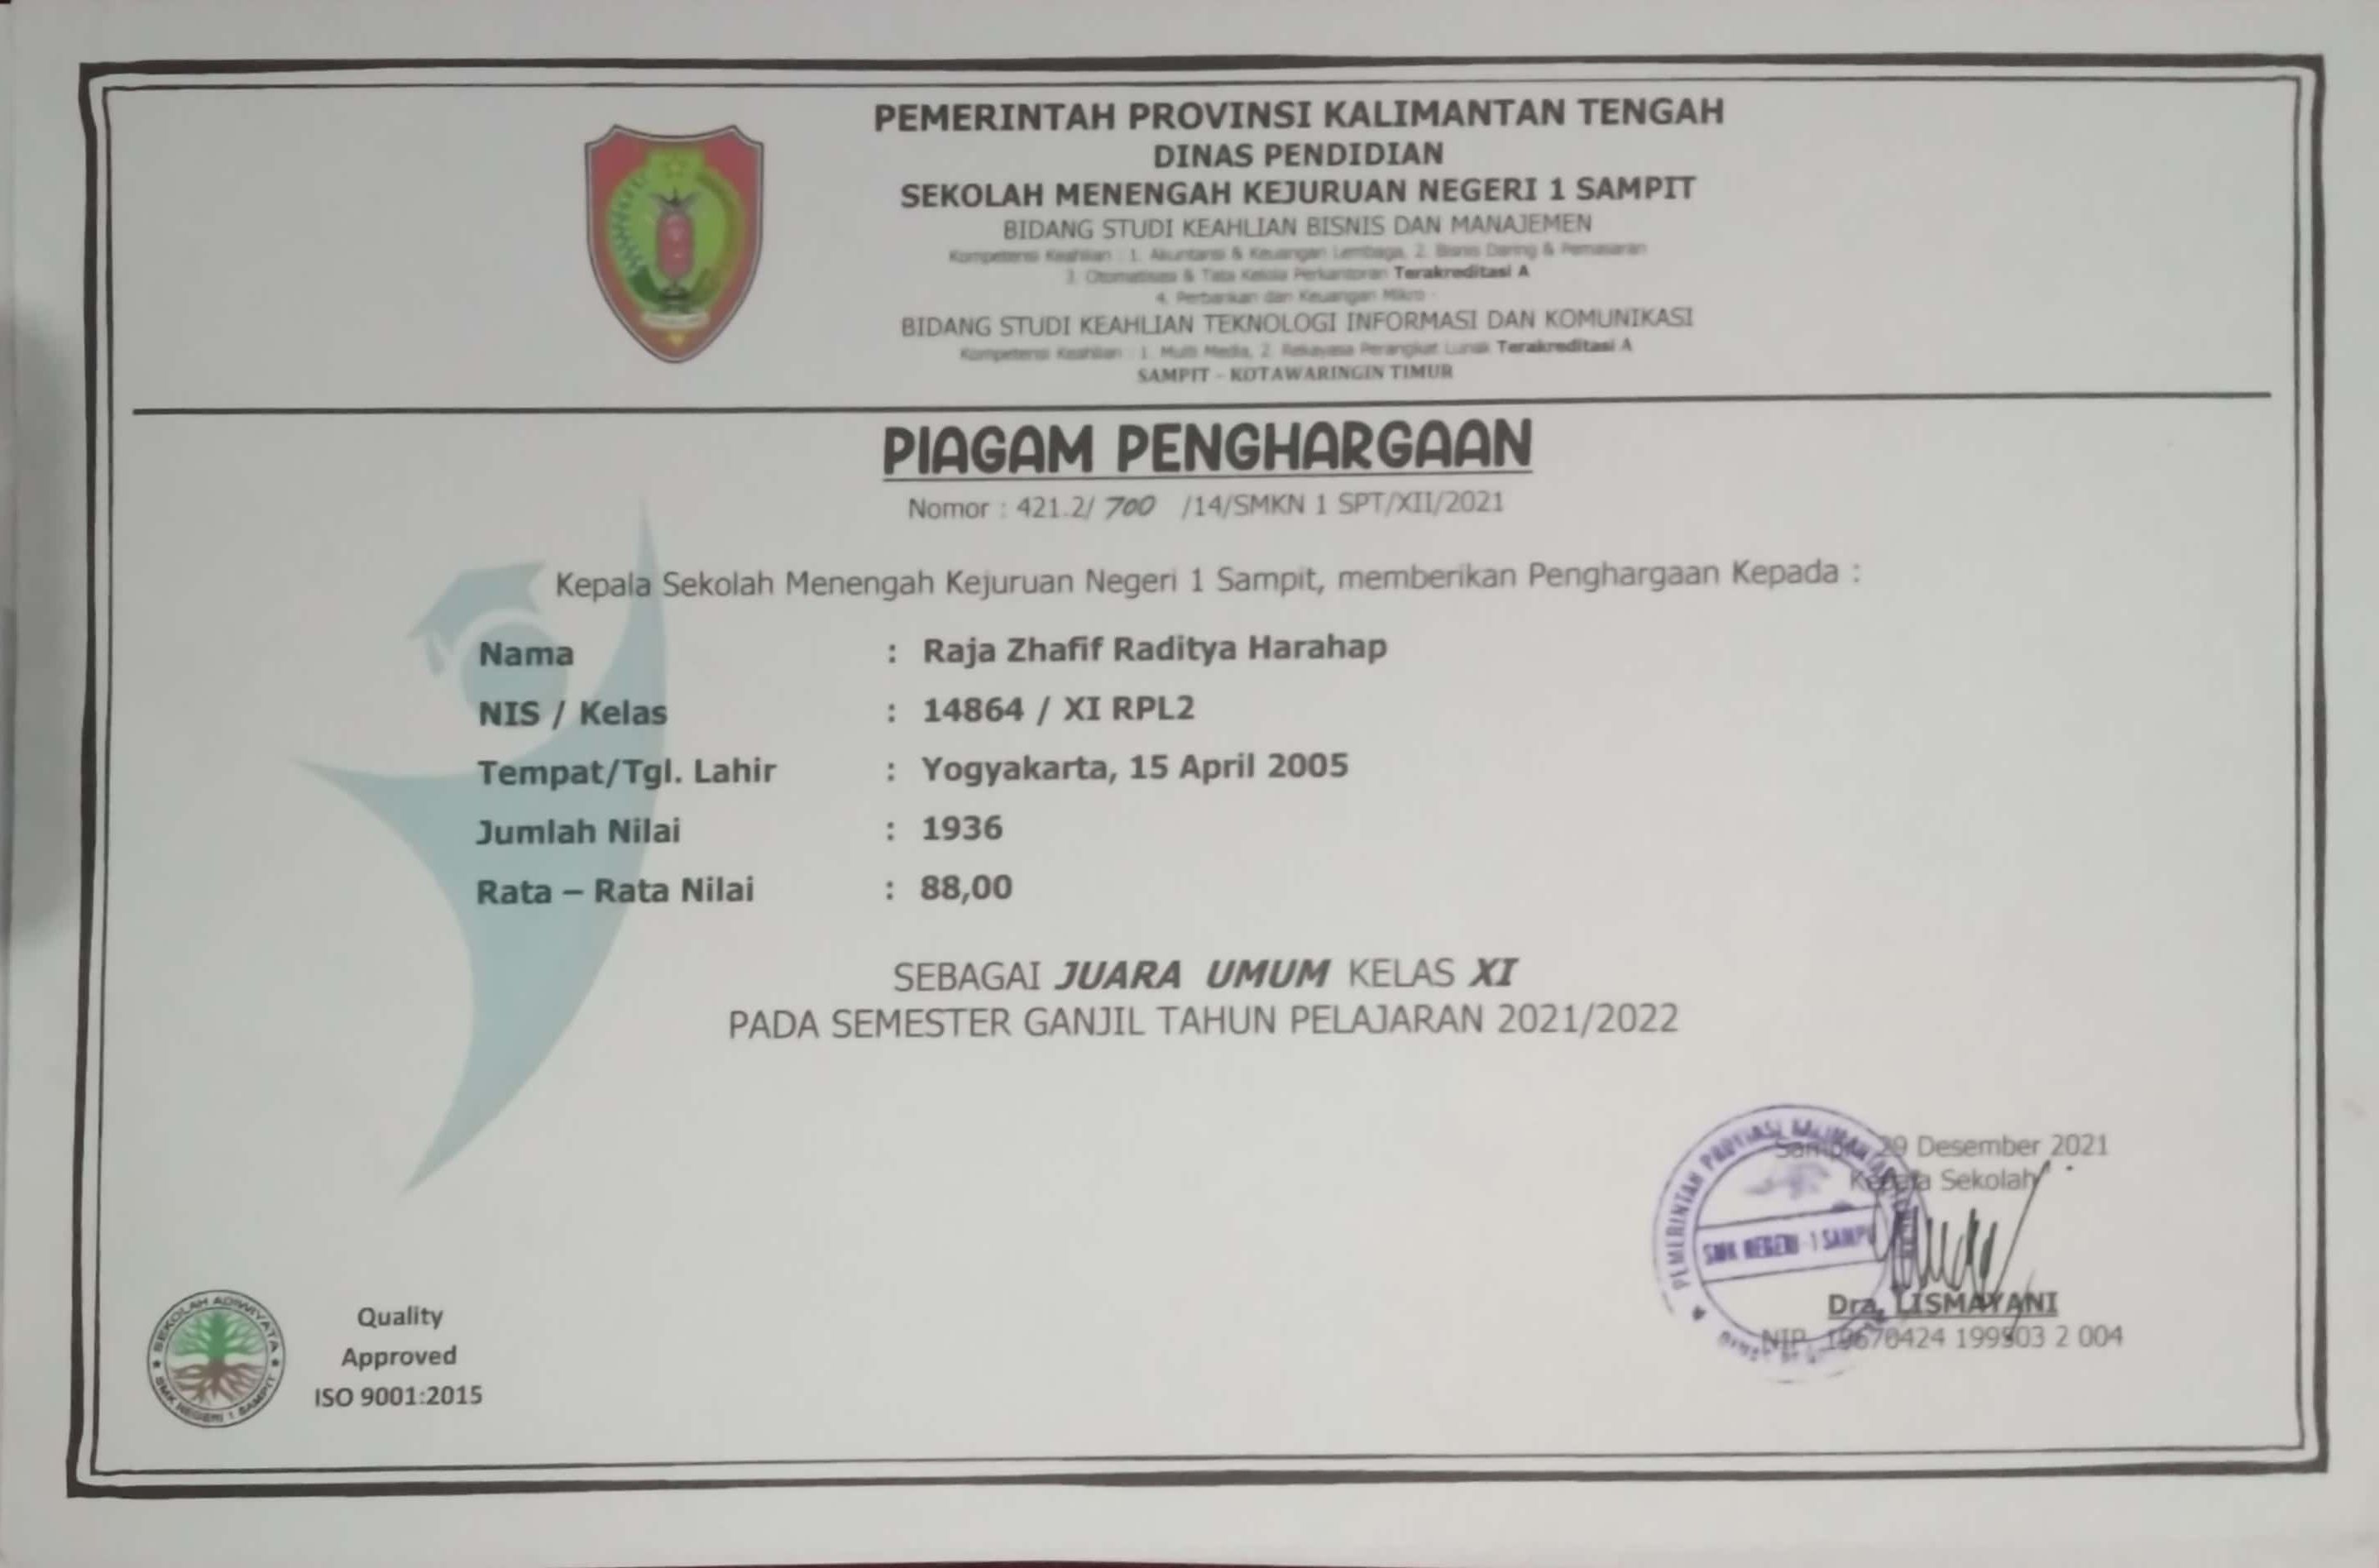 PEMERINTAH PROVINSI KALIMANTAN TENGAH
DINAS PENDIDIAN
SEKOLAH MENENGAH KEJURUAN NEGERI 1 SAMPIT
BIDANG STUDI KEAHLIAN BISNIS DAN MANAJEMEN
Kompetensi Keahlian : 1. Akuntansi & Keuangan Lembaga, 2. Bisnis Daring & Pemasaran
3. Otomatisasi & Tata Kelola Perkantoran Terakreditasi A
4. Perbankan dan Keuangan Mikro -
BIDANG STUDI KEAHLIAN TEKNOLOGI INFORMASI DAN KOMUNIKASI
Kompetensi Keahlian : 1. Multi Media, 2. Rekayasa Perangkat Lunak Terakreditasi A
SAMPIT - KOTAWARINGIN TIMUR
PIAGAM PENGHARGAAN
Nomor : 421.2/ 700 /14/SMKN 1 SPT/XII/2021
Kepala Sekolah Menengah Kejuruan Negeri 1 Sampit, memberikan Penghargaan Kepada :
Nama : Raja Zhafif Raditya Harahap
NIS / Kelas : 14864 / XI RPL2
Tempat/Tgl. Lahir : Yogyakarta, 15 April 2005
Jumlah Nilai : 1936
Rata – Rata Nilai : 88,00
SEBAGAI JUARA UMUM KELAS XI
PADA SEMESTER GANJIL TAHUN PELAJARAN 2021/2022
Sampit, 29 Desember 2021
Kepala Sekolah
PEMERINTAH PROVINSI KALIMANTAN
SMK NEGERI 1 SAMPIT
Dra. LISMAYANI
NIP. 19670424 199903 2 004
SEKOLAH ADIWIYATA
SMK NEGERI 1 SAMPIT
Quality
Approved
ISO 9001:2015